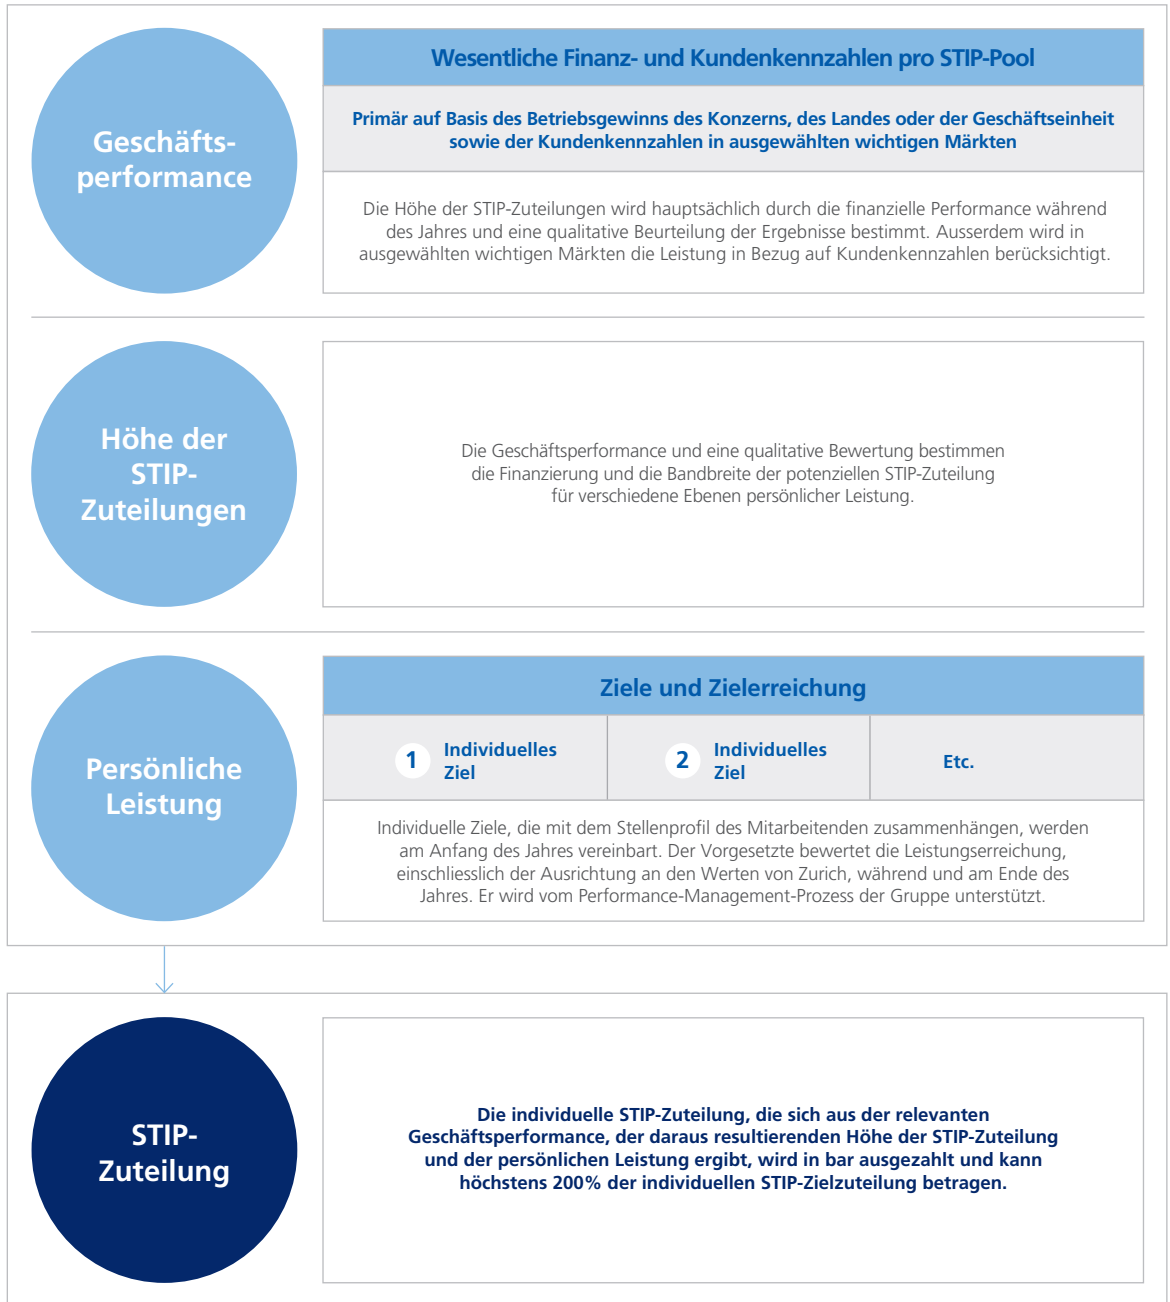 Geschäfts-
performance
Wesentliche Finanz- und Kundenkennzahlen pro STIP-Pool
Primär auf Basis des Betriebsgewinns des Konzerns, des Landes oder der Geschäftseinheit
sowie der Kundenkennzahlen in ausgewählten wichtigen Märkten
Die Höhe der STIP-Zuteilungen wird hauptsächlich durch die finanzielle Performance während
des Jahres und eine qualitative Beurteilung der Ergebnisse bestimmt. Ausserdem wird in
ausgewählten wichtigen Märkten die Leistung in Bezug auf Kundenkennzahlen berücksichtigt.
Höhe der
STIP-
Zuteilungen
Die Geschäftsperformance und eine qualitative Bewertung bestimmen
die Finanzierung und die Bandbreite der potenziellen STIP-Zuteilung
für verschiedene Ebenen persönlicher Leistung.
Persönliche
Leistung
Ziele und Zielerreichung
1 Individuelles
Ziel
2 Individuelles
Ziel
Etc.
Individuelle Ziele, die mit dem Stellenprofil des Mitarbeitenden zusammenhängen, werden
am Anfang des Jahres vereinbart. Der Vorgesetzte bewertet die Leistungserreichung,
einschliesslich der Ausrichtung an den Werten von Zurich, während und am Ende des
Jahres. Er wird vom Performance-Management-Prozess der Gruppe unterstützt.
STIP-
Zuteilung
Die individuelle STIP-Zuteilung, die sich aus der relevanten
Geschäftsperformance, der daraus resultierenden Höhe der STIP-Zuteilung
und der persönlichen Leistung ergibt, wird in bar ausgezahlt und kann
höchstens 200% der individuellen STIP-Zielzuteilung betragen.